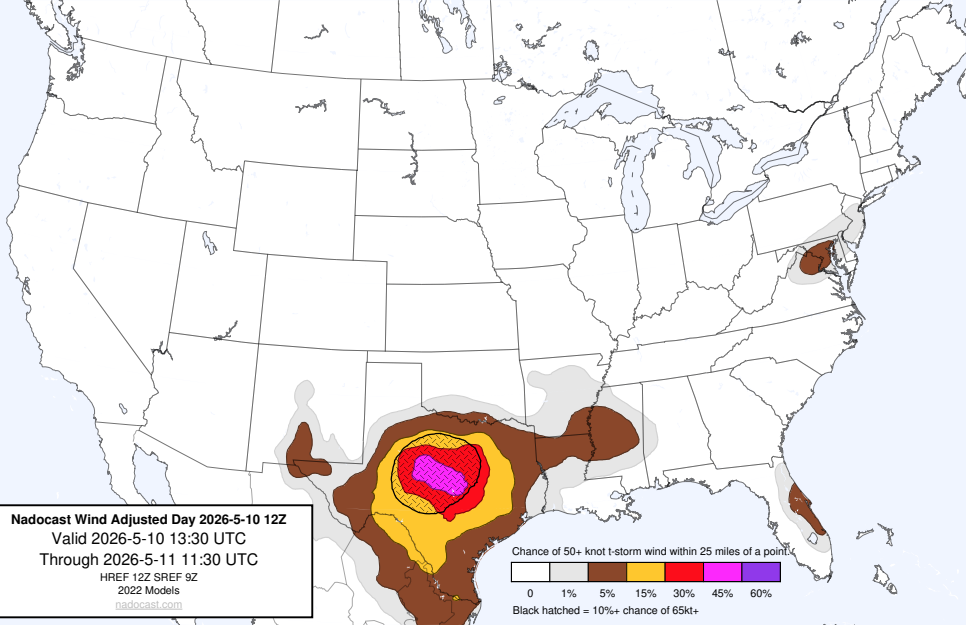 Nadocast Wind Adjusted Day 2026-5-10 12Z
Valid 2026-5-10 13:30 UTC
Through 2026-5-11 11:30 UTC
HREF 12Z SREF 9Z
2022 Models
nadocast.com
Chance of 50+ knot t-storm wind within 25 miles of a point.
0 1% 5% 15% 30% 45% 60%
Black hatched = 10%+ chance of 65kt+